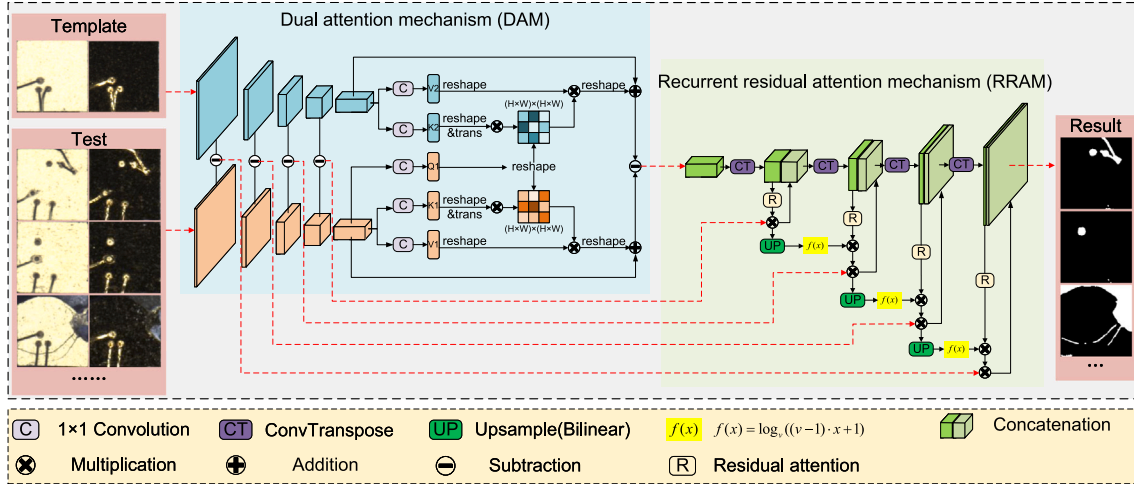 Template
Test
......
Dual attention mechanism (DAM)
C
V2
reshape
reshape
(H×W)×(H×W)
C
K2
reshape
&trans
C
Q1
reshape
C
K1
reshape
&trans
(H×W)×(H×W)
C
V1
reshape
reshape
Recurrent residual attention mechanism (RRAM)
CT
CT
CT
CT
R
R
R
R
UP
f(x)
UP
f(x)
UP
f(x)
Result
...
C 1×1 Convolution
CT ConvTranspose
UP Upsample(Bilinear)
f(x) f(x) = log_v((v−1)·x+1)
Concatenation
Multiplication
Addition
Subtraction
R Residual attention